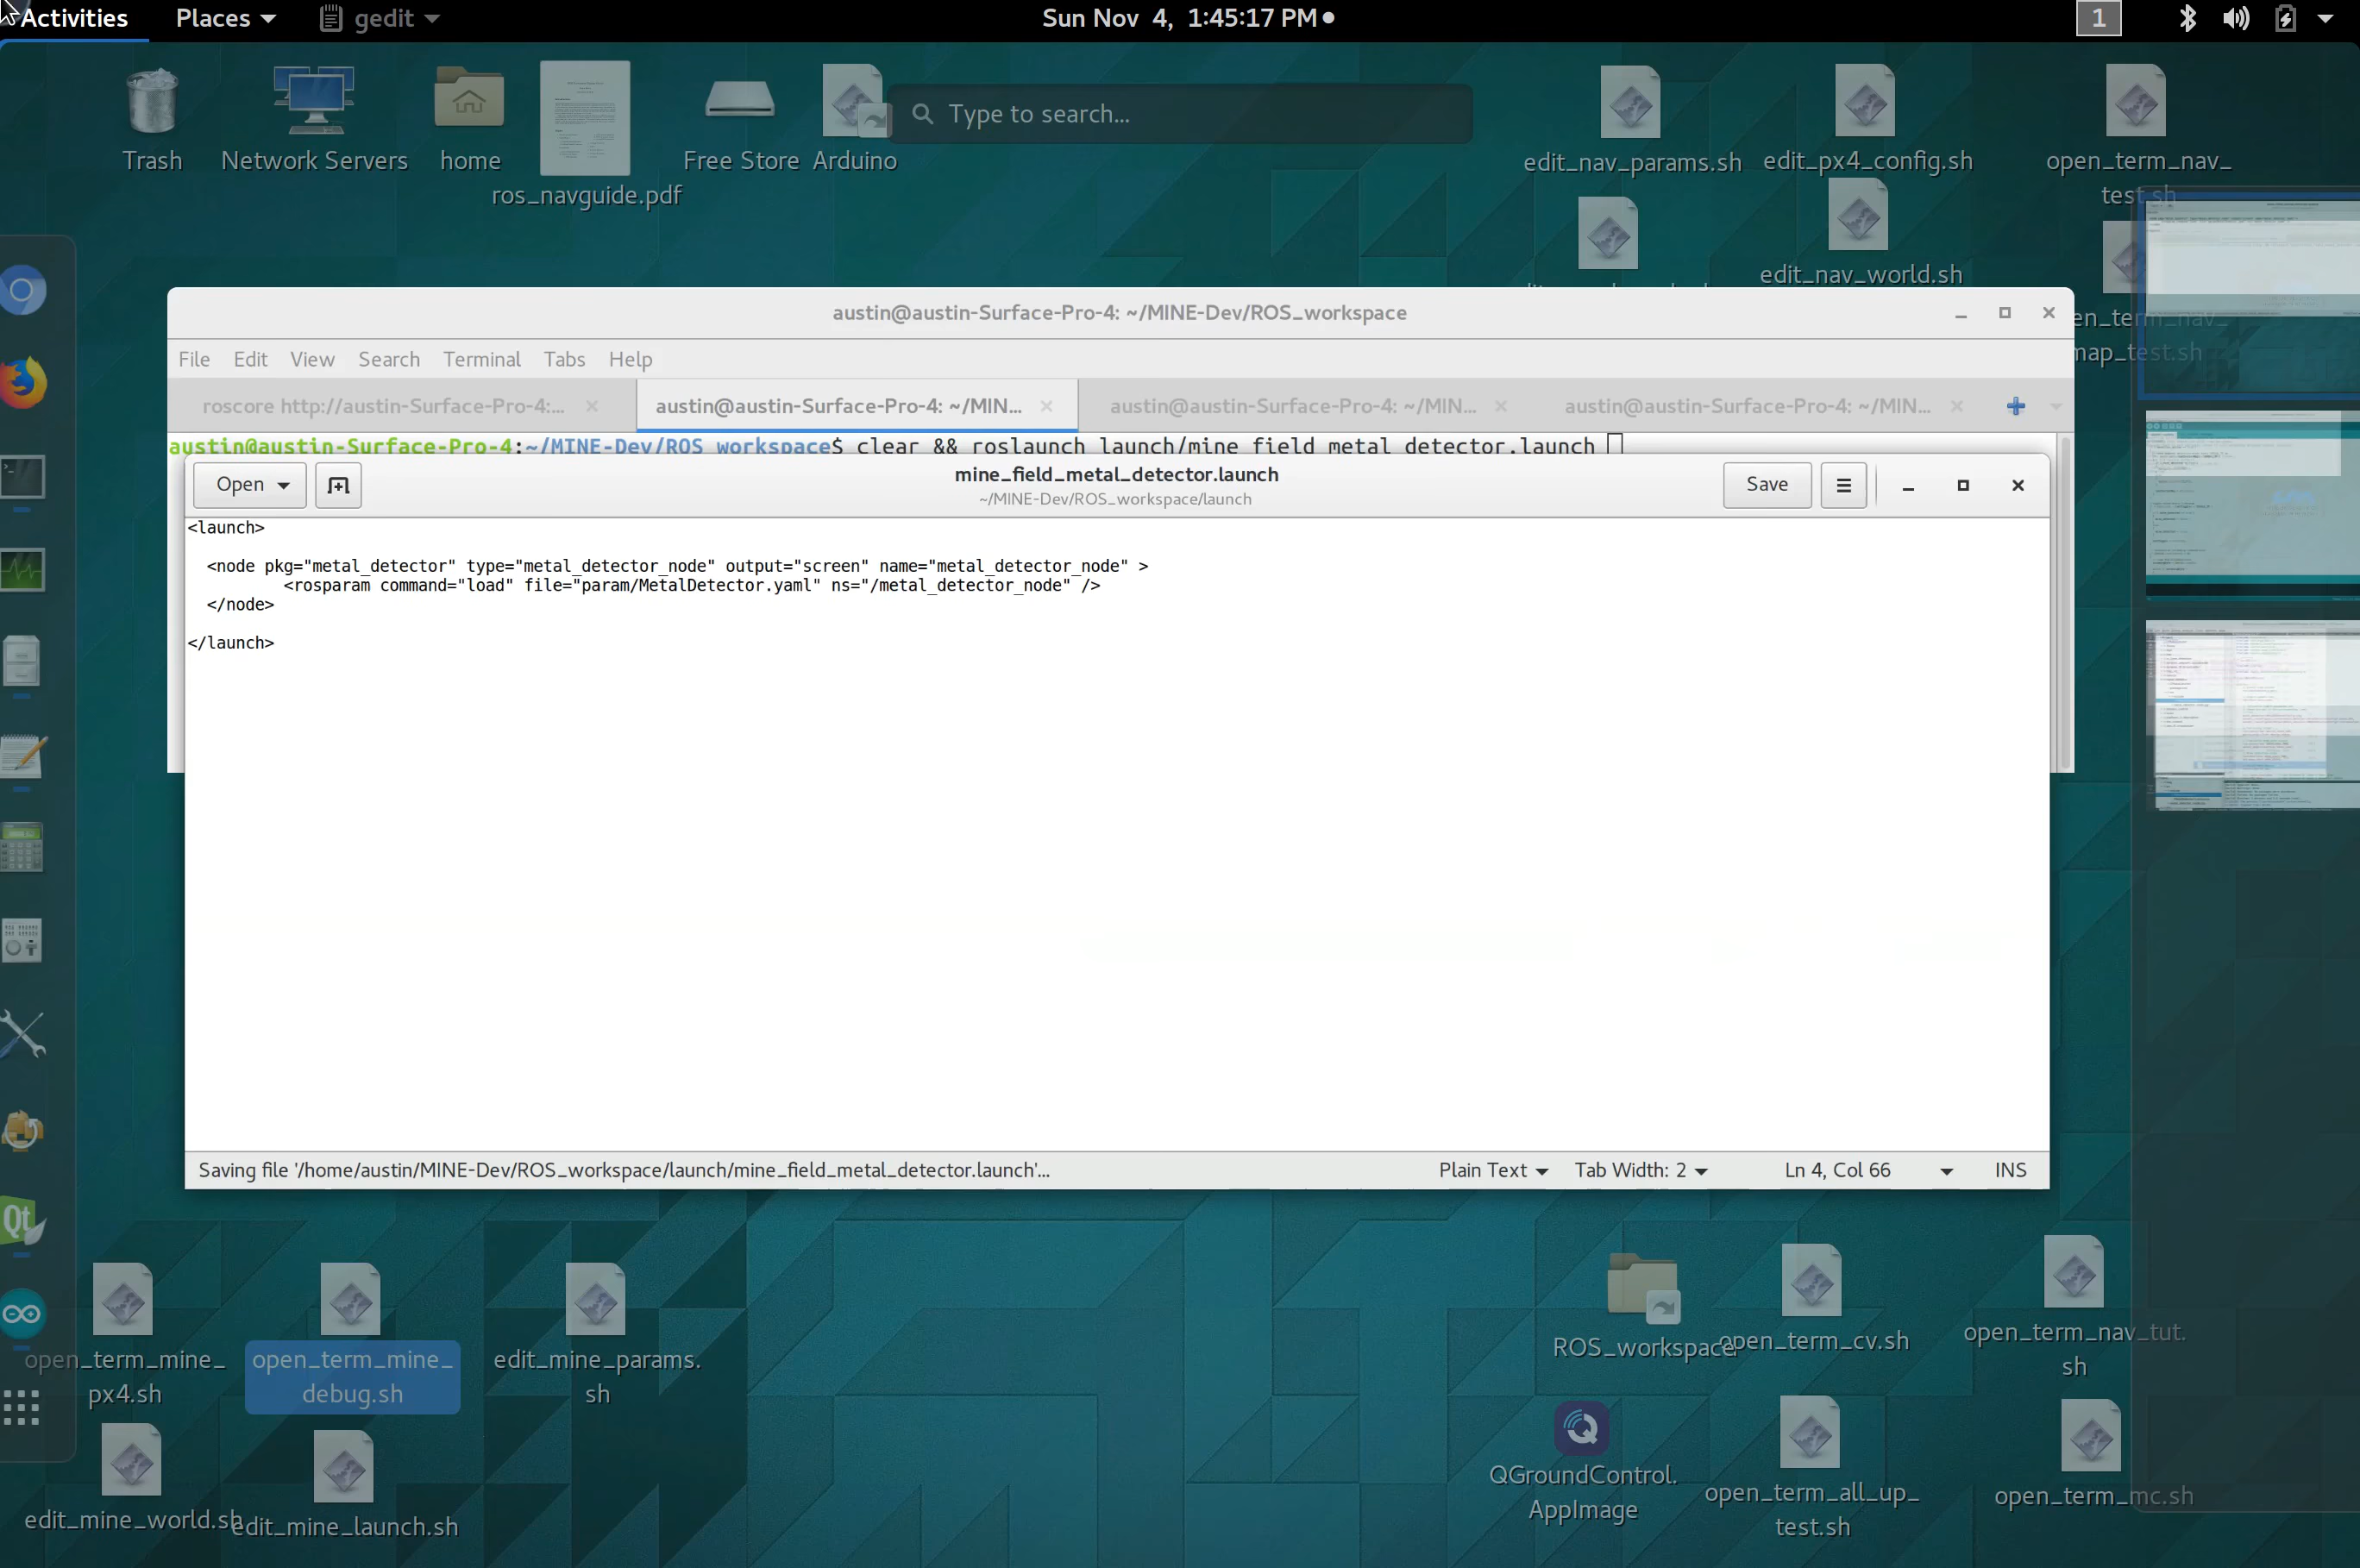 Activities Places gedit Sun Nov 4, 1:45:17 PM 1
Type to search...
Trash Network Servers home Free Store Arduino edit_nav_params.sh edit_px4_config.sh open_term_nav_
ros_navguide.pdf test.sh
edit_nav_world.sh
map_test.sh
austin@austin-Surface-Pro-4: ~/MINE-Dev/ROS_workspace
File Edit View Search Terminal Tabs Help
roscore http://austin-Surface-Pro-4:... austin@austin-Surface-Pro-4: ~/MIN... austin@austin-Surface-Pro-4: ~/MIN... austin@austin-Surface-Pro-4: ~/MIN...
austin@austin-Surface-Pro-4:~/MINE-Dev/ROS_workspace$ clear && roslaunch launch/mine_field_metal_detector.launch
Open mine_field_metal_detector.launch Save
~/MINE-Dev/ROS_workspace/launch
<launch>
<node pkg="metal_detector" type="metal_detector_node" output="screen" name="metal_detector_node" >
<rosparam command="load" file="param/MetalDetector.yaml" ns="/metal_detector_node" />
</node>
</launch>
Saving file '/home/austin/MINE-Dev/ROS_workspace/launch/mine_field_metal_detector.launch'... Plain Text Tab Width: 2 Ln 4, Col 66 INS
Qt
open_term_mine_ open_term_mine_ edit_mine_params. ROS_workspace open_term_cv.sh open_term_nav_tut.
px4.sh debug.sh sh sh
edit_mine_world.sh edit_mine_launch.sh QGroundControl. open_term_all_up_ open_term_mc.sh
AppImage test.sh